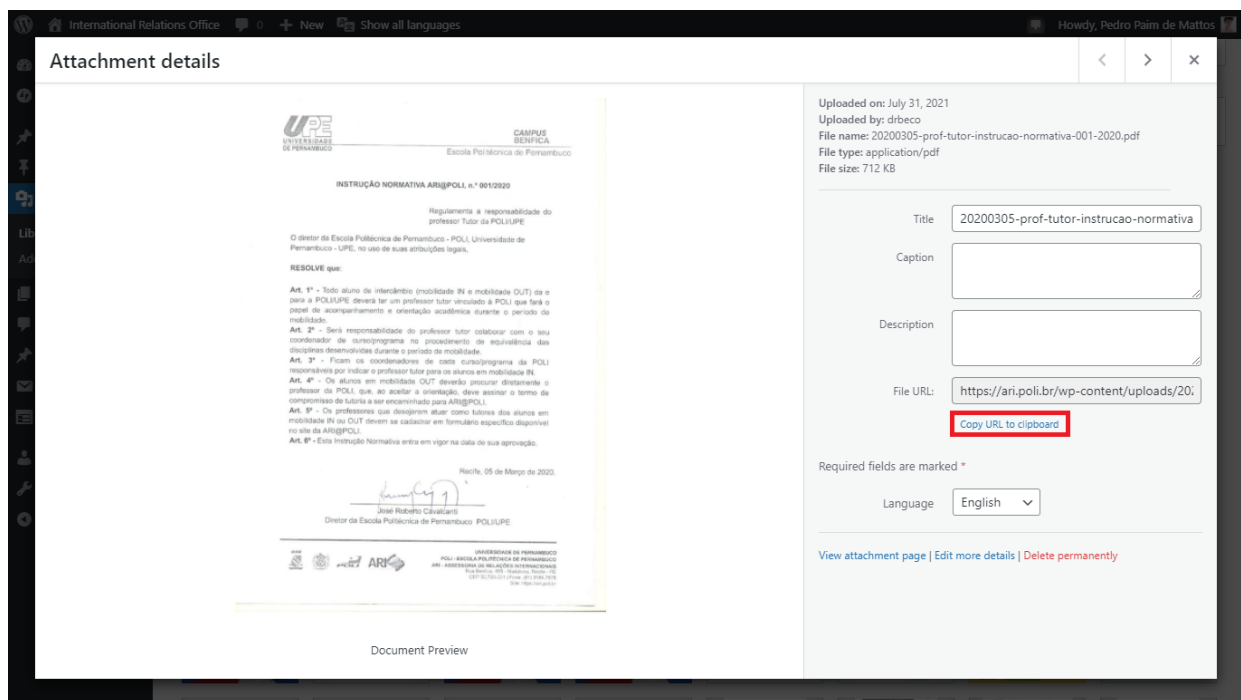 International Relations Office 0 + New Show all languages Howdy, Pedro Paim de Mattos
Attachment details
UPE
UNIVERSIDADE
DE PERNAMBUCO
CAMPUS
BENFICA
Escola Politécnica de Pernambuco
INSTRUÇÃO NORMATIVA ARI@POLI, n.° 001/2020
Regulamenta a responsabilidade do
professor Tutor da POLI/UPE
O diretor da Escola Politécnica de Pernambuco - POLI, Universidade de
Pernambuco - UPE, no uso de suas atribuições legais,
RESOLVE que:
Art. 1° - Todo aluno de intercâmbio (mobilidade IN e mobilidade OUT) da e
para a POLI/UPE deverá ter um professor tutor vinculado à POLI que fará o
papel de acompanhamento e orientação acadêmica durante o período da
mobilidade.
Art. 2° - Será responsabilidade do professor tutor colaborar com o seu
coordenador de curso/programa no procedimento de equivalência das
disciplinas desenvolvidas durante o período de mobilidade.
Art. 3° - Ficam os coordenadores de cada curso/programa da POLI
responsáveis por indicar o professor tutor para os alunos em mobilidade IN.
Art. 4° - Os alunos em mobilidade OUT deverão procurar diretamente o
professor da POLI, que, ao aceitar a orientação, deve assinar o termo de
compromisso de tutoria a ser encaminhado para ARI@POLI.
Art. 5° - Os professores que desejarem atuar como tutores dos alunos em
mobilidade IN ou OUT devem se cadastrar em formulário específico disponível
no site da ARI@POLI.
Art. 6° - Esta Instrução Normativa entra em vigor na data de sua aprovação.
Recife, 05 de Março de 2020.
José Roberto Cavalcanti
Diretor da Escola Politécnica de Pernambuco POLI/UPE
ARI
UNIVERSIDADE DE PERNAMBUCO
POLI - ESCOLA POLITÉCNICA DE PERNAMBUCO
ARI - ASSESSORIA DE RELAÇÕES INTERNACIONAIS
Document Preview
Uploaded on: July 31, 2021
Uploaded by: drbeco
File name: 20200305-prof-tutor-instrucao-normativa-001-2020.pdf
File type: application/pdf
File size: 712 KB
Title 20200305-prof-tutor-instrucao-normativa
Caption
Description
File URL: https://ari.poli.br/wp-content/uploads/202
Copy URL to clipboard
Required fields are marked *
Language English
View attachment page | Edit more details | Delete permanently